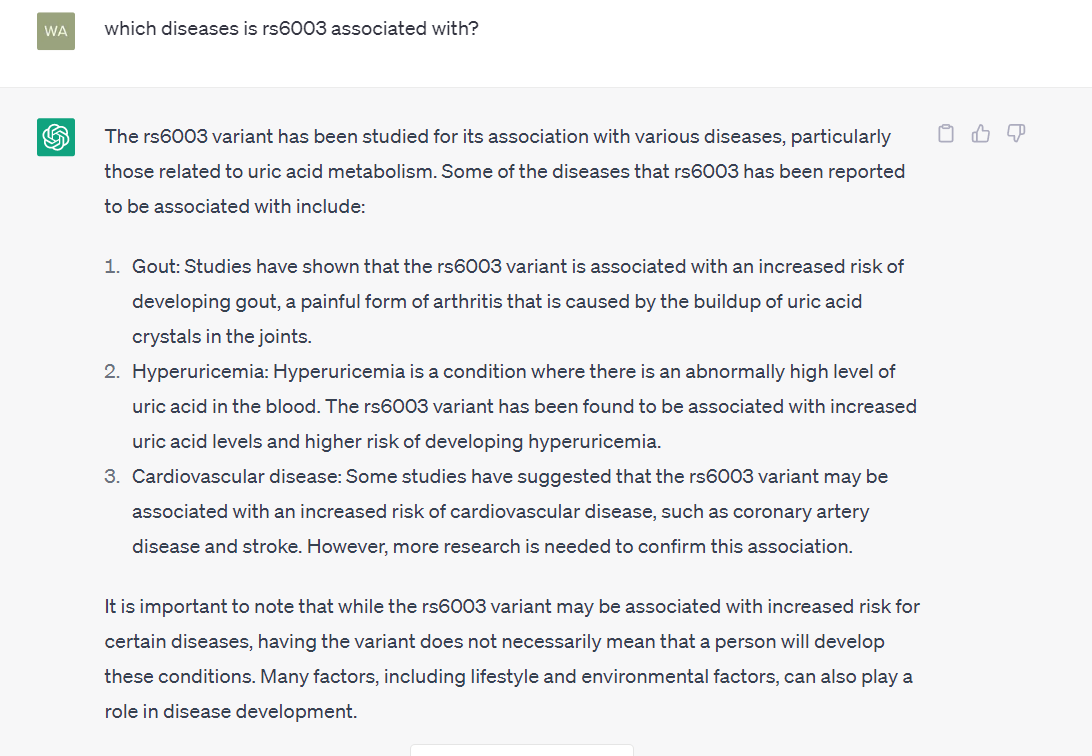 WA
which diseases is rs6003 associated with?
The rs6003 variant has been studied for its association with various diseases, particularly
those related to uric acid metabolism. Some of the diseases that rs6003 has been reported
to be associated with include:
1. Gout: Studies have shown that the rs6003 variant is associated with an increased risk of
developing gout, a painful form of arthritis that is caused by the buildup of uric acid
crystals in the joints.
2. Hyperuricemia: Hyperuricemia is a condition where there is an abnormally high level of
uric acid in the blood. The rs6003 variant has been found to be associated with increased
uric acid levels and higher risk of developing hyperuricemia.
3. Cardiovascular disease: Some studies have suggested that the rs6003 variant may be
associated with an increased risk of cardiovascular disease, such as coronary artery
disease and stroke. However, more research is needed to confirm this association.
It is important to note that while the rs6003 variant may be associated with increased risk for
certain diseases, having the variant does not necessarily mean that a person will develop
these conditions. Many factors, including lifestyle and environmental factors, can also play a
role in disease development.